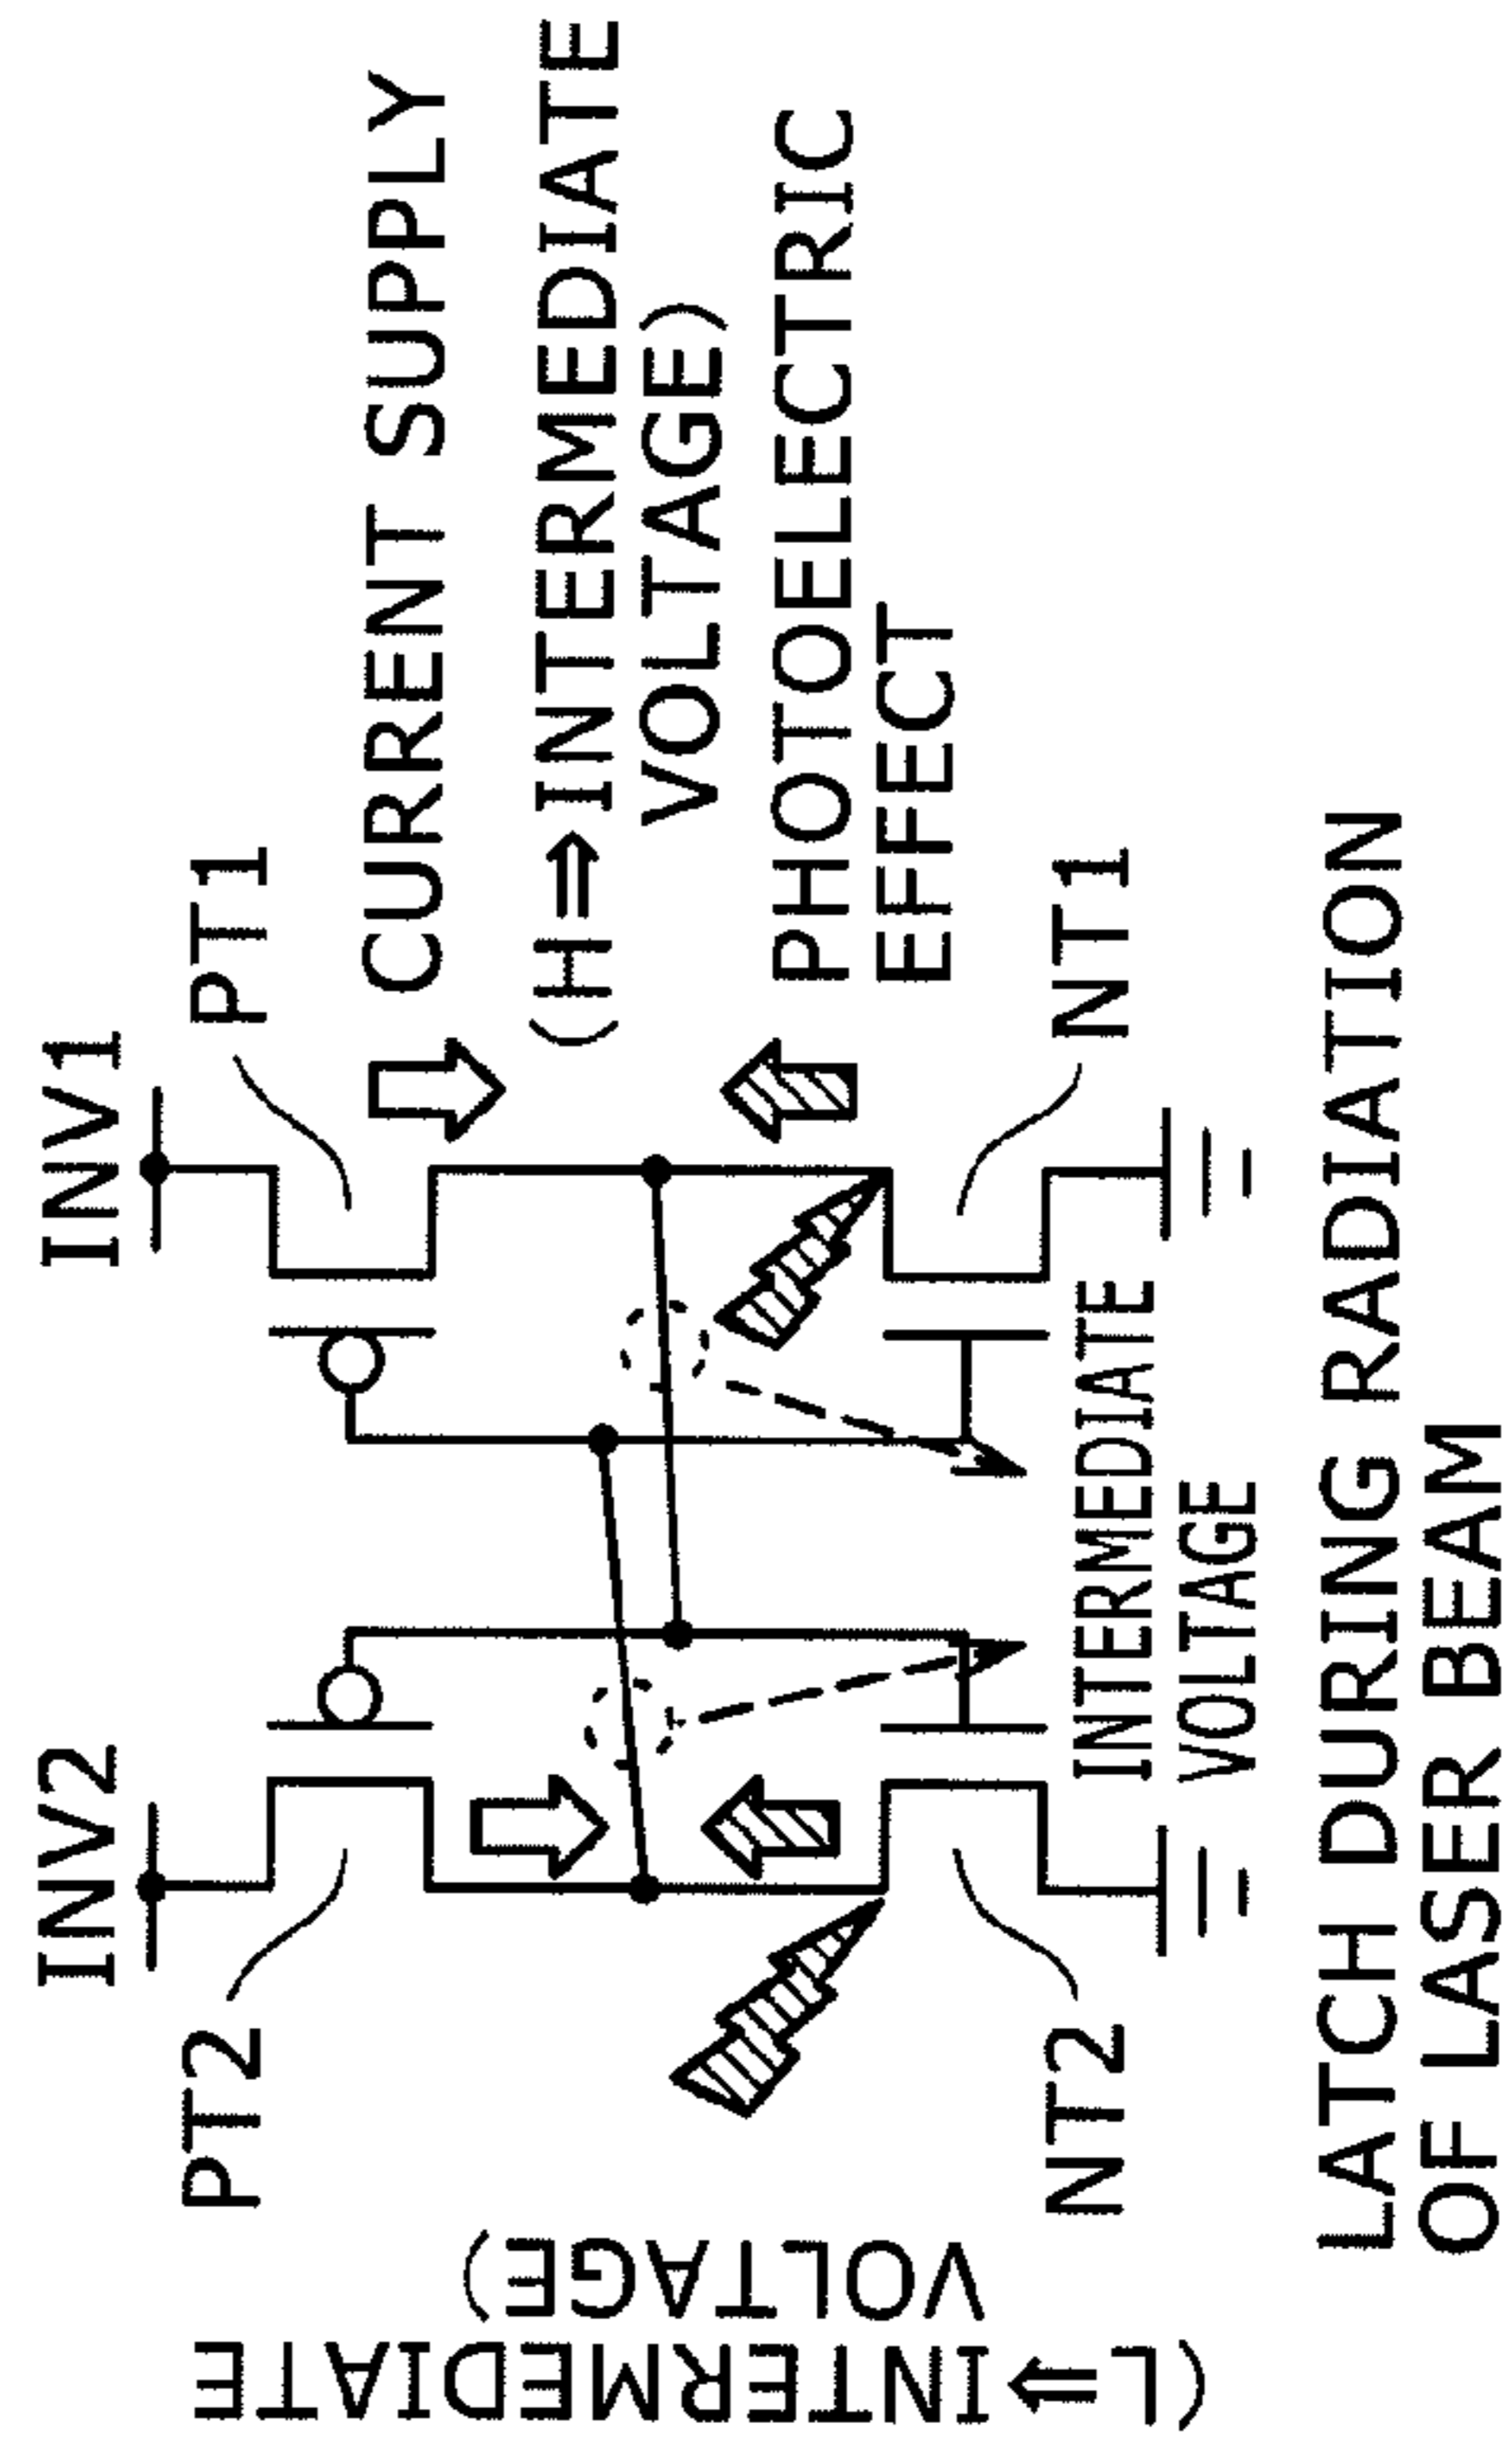 INV2
INV1
PT2
PT1
CURRENT SUPPLY
(H⇒INTERMEDIATE
VOLTAGE)
(L⇒INTERMEDIATE
VOLTAGE)
PHOTOELECTRIC
EFFECT
NT2
NT1
INTERMEDIATE
VOLTAGE
LATCH DURING RADIATION
OF LASER BEAM